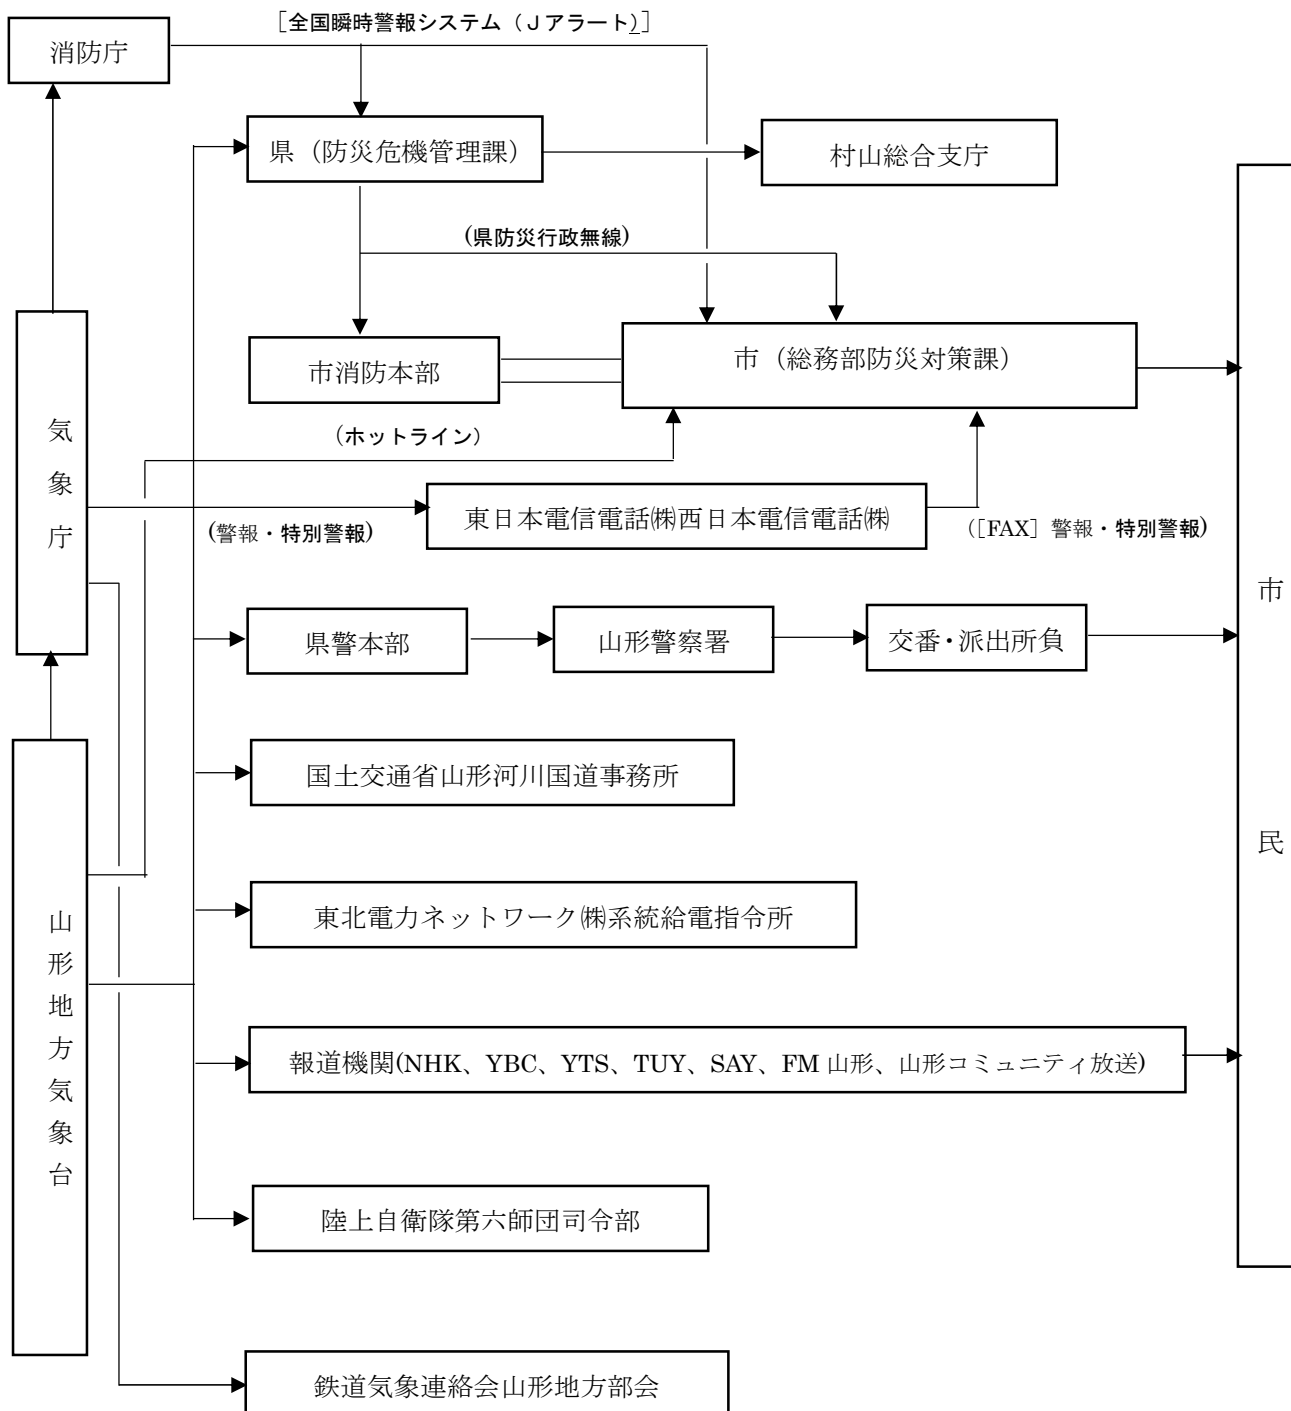 ［全国瞬時警報システム（Ｊアラート)］
消防庁
県（防災危機管理課）
村山総合支庁
(県防災行政無線)
市消防本部
市（総務部防災対策課）
（ホットライン）
気象庁
東日本電信電話㈱西日本電信電話㈱
(警報・特別警報)
（[FAX］警報・特別警報)
市民
県警本部
山形警察署
交番・派出所負
国土交通省山形河川国道事務所
山形地方気象台
東北電力ネットワーク㈱系統給電指令所
報道機関(NHK、YBC、YTS、TUY、SAY、FM 山形、山形コミュニティ放送)
陸上自衛隊第六師団司令部
鉄道気象連絡会山形地方部会